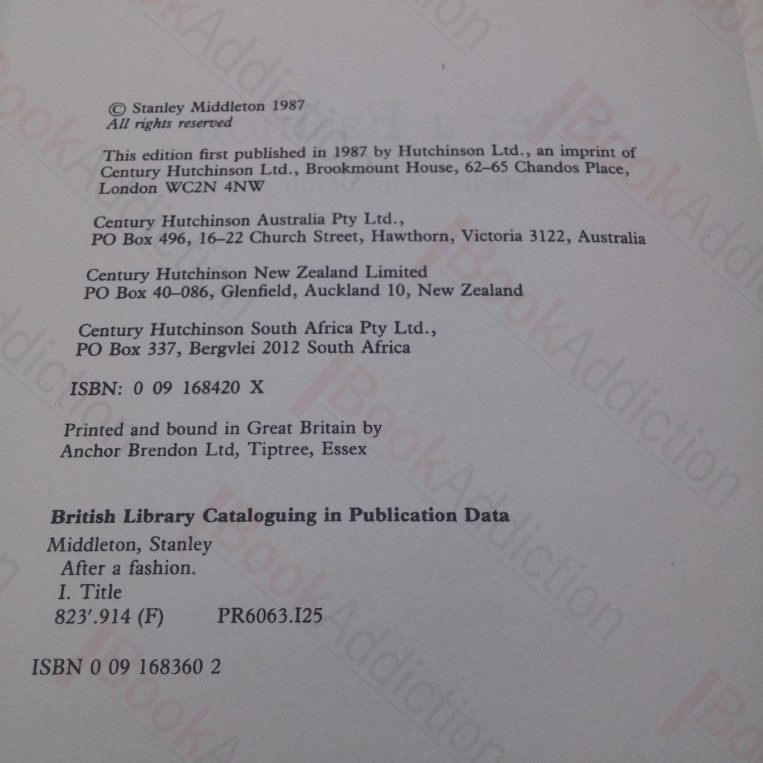 © Stanley Middleton 1987
All rights reserved
This edition first published in 1987 by Hutchinson Ltd., an imprint of
Century Hutchinson Ltd., Brookmount House, 62–65 Chandos Place,
London WC2N 4NW
Century Hutchinson Australia Pty Ltd.,
PO Box 496, 16–22 Church Street, Hawthorn, Victoria 3122, Australia
Century Hutchinson New Zealand Limited
PO Box 40–086, Glenfield, Auckland 10, New Zealand
Century Hutchinson South Africa Pty Ltd.,
PO Box 337, Bergvlei 2012 South Africa
ISBN: 0 09 168420 X
Printed and bound in Great Britain by
Anchor Brendon Ltd, Tiptree, Essex
British Library Cataloguing in Publication Data
Middleton, Stanley
After a fashion.
I. Title
823'.914 (F) PR6063.I25
ISBN 0 09 168360 2
BookAddiction
BookAddiction
BookAddiction
BookAddiction